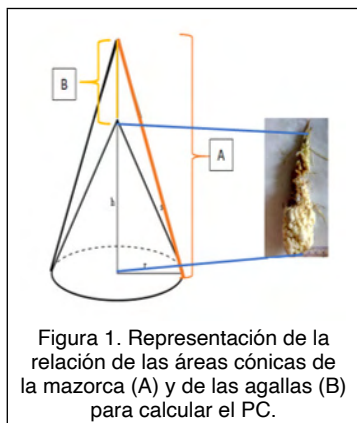 B
A
h
s
r
Figura 1. Representación de la
relación de las áreas cónicas de
la mazorca (A) y de las agallas (B)
para calcular el PC.